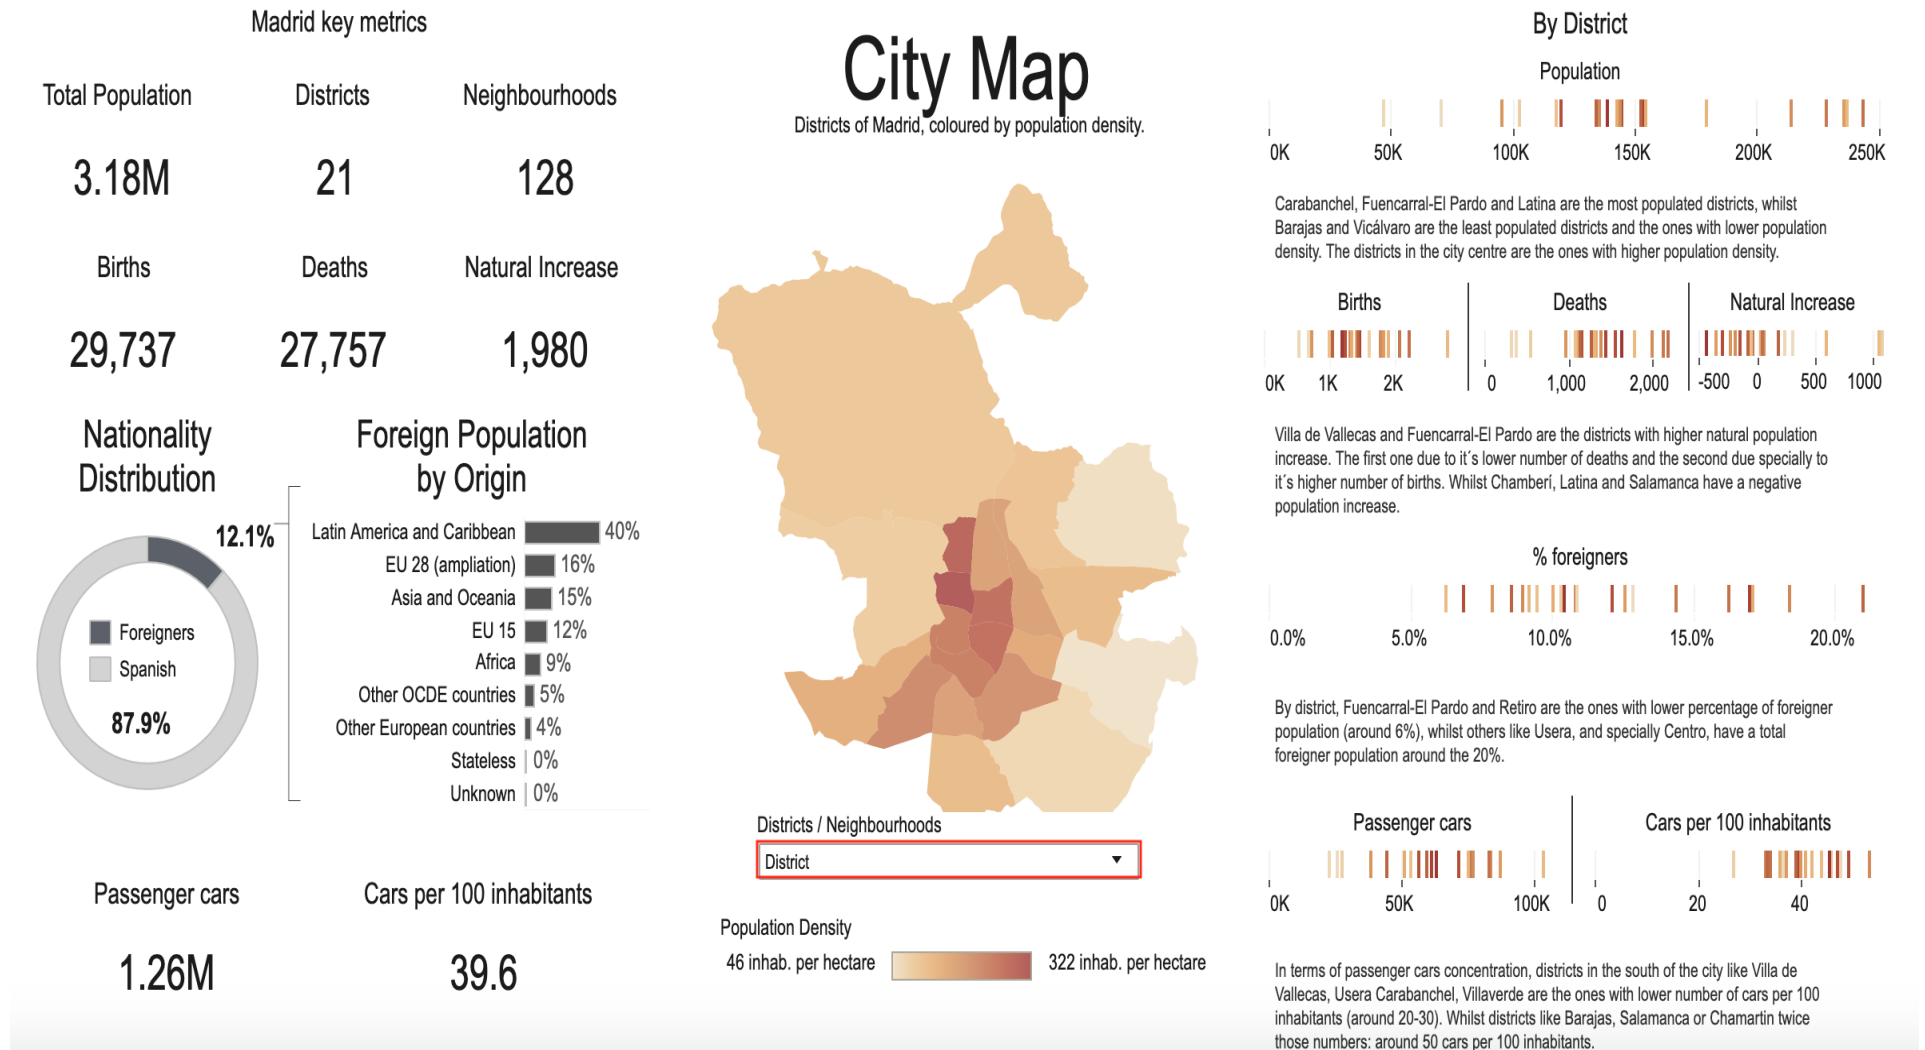 Madrid key metrics
Total Population
Districts
Neighbourhoods
3.18M
21
128
Births
Deaths
Natural Increase
29,737
27,757
1,980
Nationality
Distribution
12.1%
Foreigners
Spanish
87.9%
Foreign Population
by Origin
Latin America and Caribbean 40%
EU 28 (ampliation) 16%
Asia and Oceania 15%
EU 15 12%
Africa 9%
Other OCDE countries 5%
Other European countries 4%
Stateless 0%
Unknown 0%
Passenger cars
Cars per 100 inhabitants
1.26M
39.6
City Map
Districts of Madrid, coloured by population density.
Districts / Neighbourhoods
District
Population Density
46 inhab. per hectare
322 inhab. per hectare
By District
Population
0K 50K 100K 150K 200K 250K
Carabanchel, Fuencarral-El Pardo and Latina are the most populated districts, whilst
Barajas and Vicálvaro are the least populated districts and the ones with lower population
density. The districts in the city centre are the ones with higher population density.
Births
Deaths
Natural Increase
0K 1K 2K
0 1,000 2,000
-500 0 500 1000
Villa de Vallecas and Fuencarral-El Pardo are the districts with higher natural population
increase. The first one due to it´s lower number of deaths and the second due specially to
it´s higher number of births. Whilst Chamberí, Latina and Salamanca have a negative
population increase.
% foreigners
0.0% 5.0% 10.0% 15.0% 20.0%
By district, Fuencarral-El Pardo and Retiro are the ones with lower percentage of foreigner
population (around 6%), whilst others like Usera, and specially Centro, have a total
foreigner population around the 20%.
Passenger cars
Cars per 100 inhabitants
0K 50K 100K
0 20 40
In terms of passenger cars concentration, districts in the south of the city like Villa de
Vallecas, Usera Carabanchel, Villaverde are the ones with lower number of cars per 100
inhabitants (around 20-30). Whilst districts like Barajas, Salamanca or Chamartin twice
those numbers: around 50 cars per 100 inhabitants.